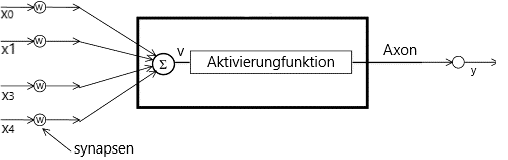 x0 w
x1 w
x3 w
x4 w
Σ
v
Aktivierungfunktion
Axon
y
synapsen